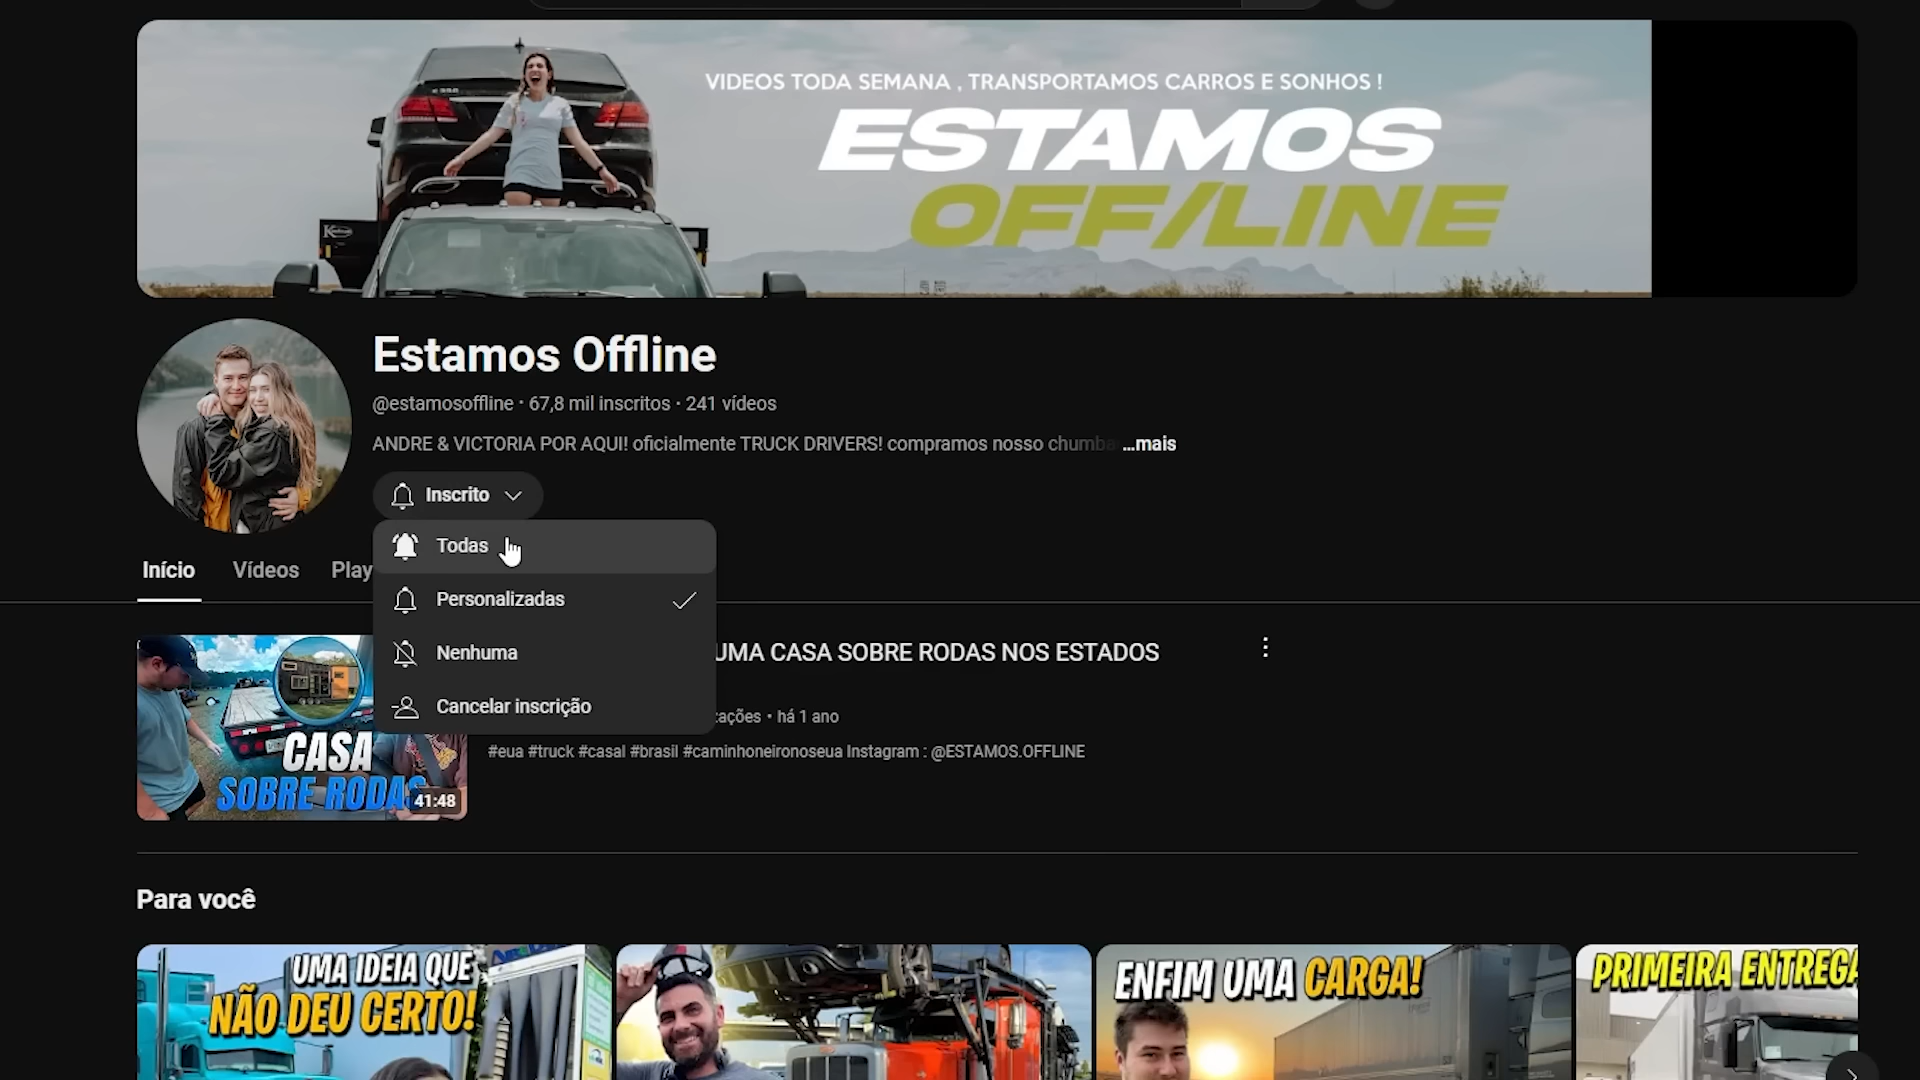 VIDEOS TODA SEMANA , TRANSPORTAMOS CARROS E SONHOS !
ESTAMOS
OFF/LINE
Estamos Offline
@estamosoffline • 67,8 mil inscritos • 241 vídeos
ANDRE & VICTORIA POR AQUI! oficialmente TRUCK DRIVERS! compramos nosso ...mais
Inscrito
Todas
Início Vídeos Play
Personalizadas
Nenhuma
Cancelar inscrição
UMA CASA SOBRE RODAS NOS ESTADOS
há 1 ano
#eua #truck #casal #brasil #caminhoneironoseua Instagram : @ESTAMOS.OFFLINE
CASA
SOBRE RODAS
41:48
Para você
UMA IDEIA QUE
NÃO DEU CERTO!
ENFIM UMA CARGA!
PRIMEIRA ENTREGA